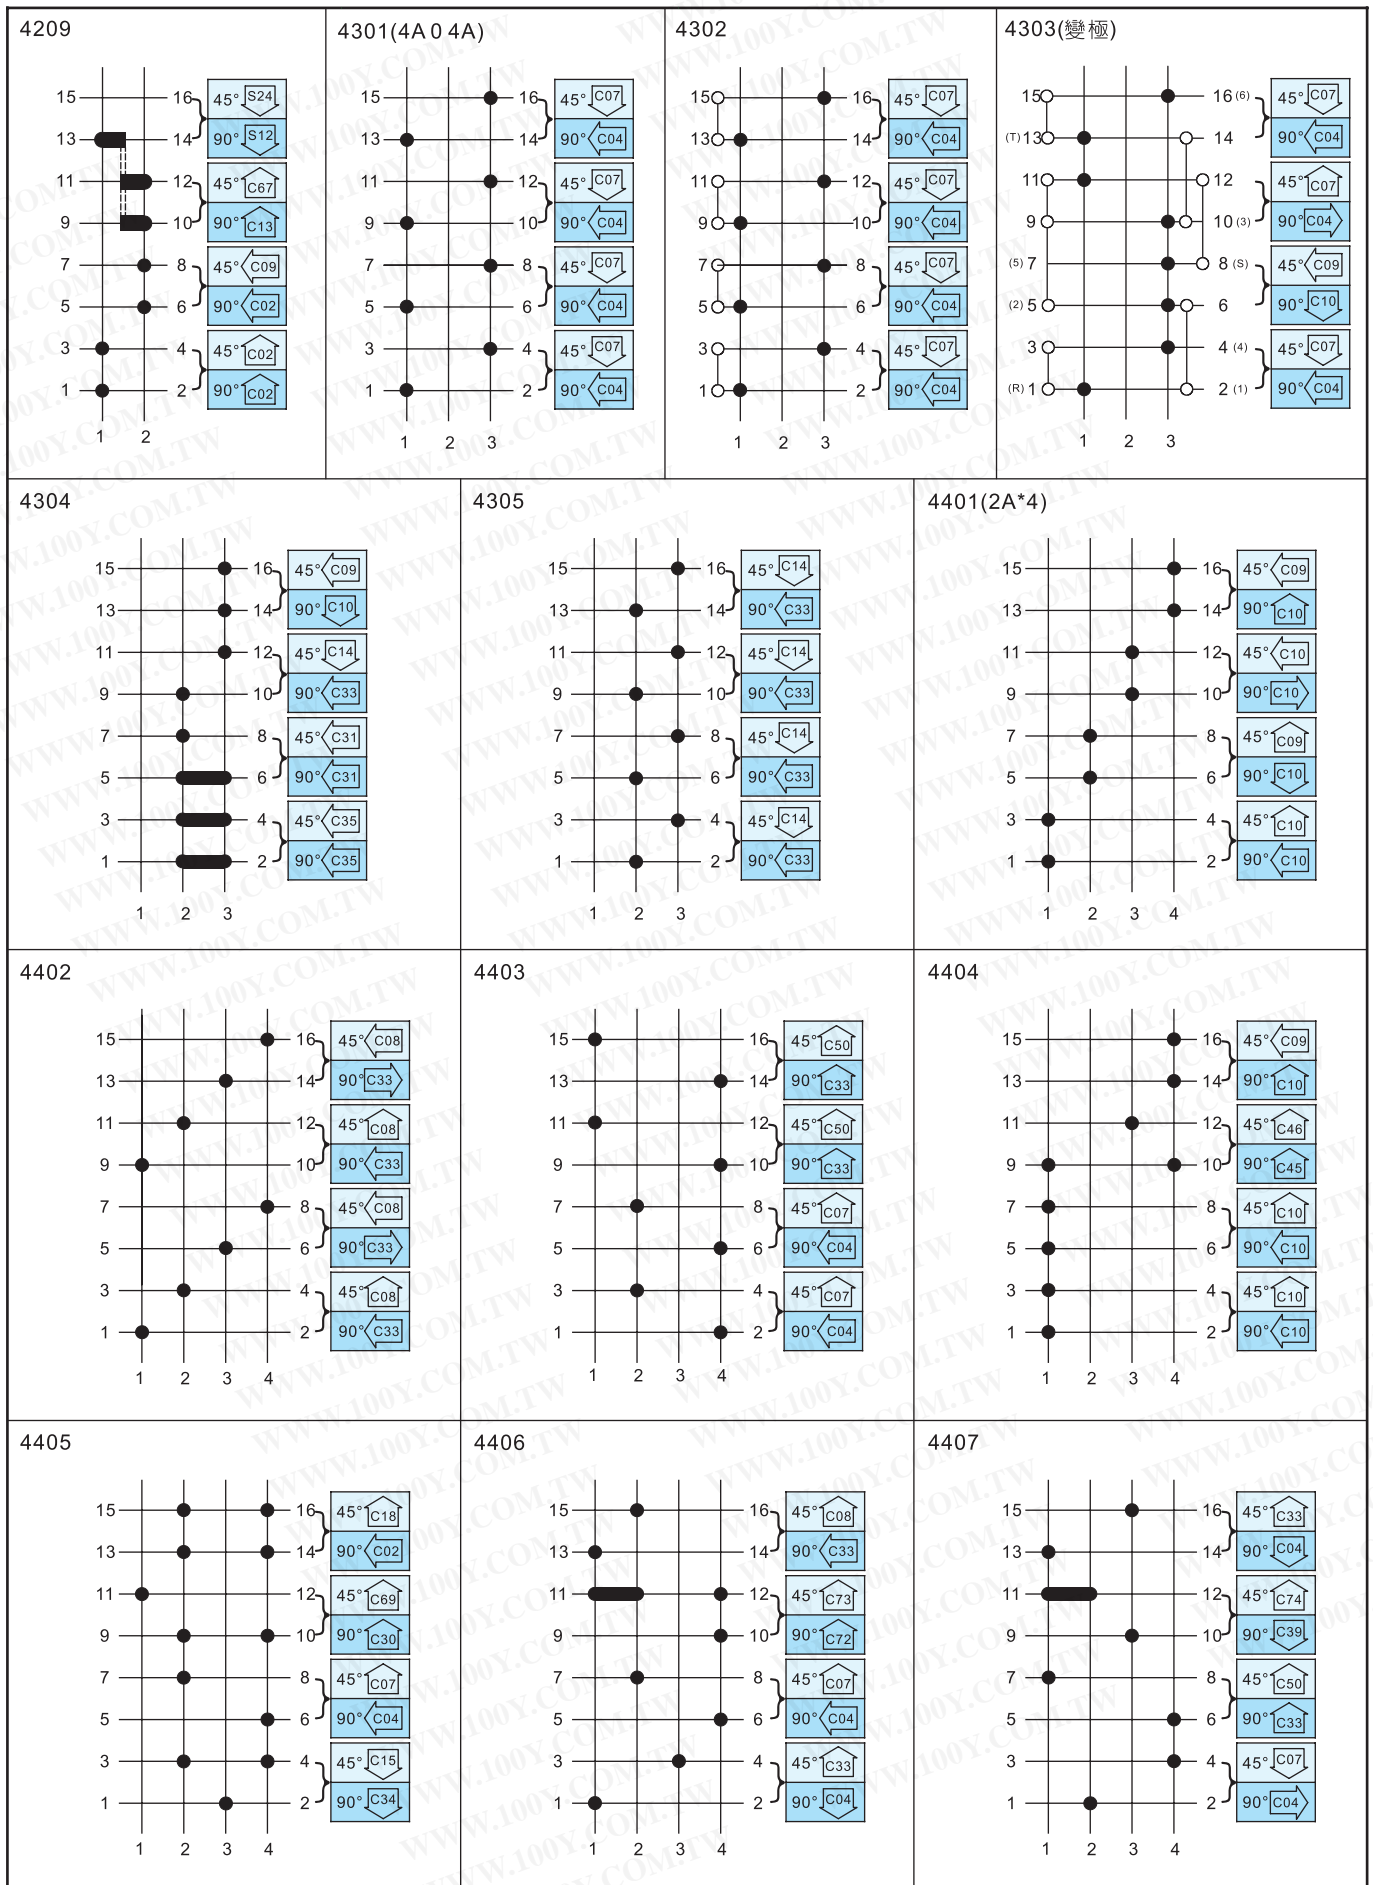 4209
15 16 45° S24
13 14 90° S12
11 12 45° C67
9 10 90° C13
7 8 45° C09
5 6 90° C02
3 4 45° C02
1 2 90° C02
1 2
4301(4A 0 4A)
15 16 45° C07
13 14 90° C04
11 12 45° C07
9 10 90° C04
7 8 45° C07
5 6 90° C04
3 4 45° C07
1 2 90° C04
1 2 3
4302
15 16 45° C07
13 14 90° C04
11 12 45° C07
9 10 90° C04
7 8 45° C07
5 6 90° C04
3 4 45° C07
1 2 90° C04
1 2 3
4303(變極)
15 16 (6) 45° C07
(T) 13 14 90° C04
11 12 45° C07
9 10 (3) 90° C04
(5) 7 8 (S) 45° C09
(2) 5 6 90° C10
3 4 (4) 45° C07
(R) 1 2 (1) 90° C04
1 2 3
4304
15 16 45° C09
13 14 90° C10
11 12 45° C14
9 10 90° C33
7 8 45° C31
5 6 90° C31
3 4 45° C35
1 2 90° C35
1 2 3
4305
15 16 45° C14
13 14 90° C33
11 12 45° C14
9 10 90° C33
7 8 45° C14
5 6 90° C33
3 4 45° C14
1 2 90° C33
1 2 3
4401(2A*4)
15 16 45° C09
13 14 90° C10
11 12 45° C10
9 10 90° C10
7 8 45° C09
5 6 90° C10
3 4 45° C10
1 2 90° C10
1 2 3 4
4402
15 16 45° C08
13 14 90° C33
11 12 45° C08
9 10 90° C33
7 8 45° C08
5 6 90° C33
3 4 45° C08
1 2 90° C33
1 2 3 4
4403
15 16 45° C50
13 14 90° C33
11 12 45° C50
9 10 90° C33
7 8 45° C07
5 6 90° C04
3 4 45° C07
1 2 90° C04
1 2 3 4
4404
15 16 45° C09
13 14 90° C10
11 12 45° C46
9 10 90° C45
7 8 45° C10
5 6 90° C10
3 4 45° C10
1 2 90° C10
1 2 3 4
4405
15 16 45° C18
13 14 90° C02
11 12 45° C69
9 10 90° C30
7 8 45° C07
5 6 90° C04
3 4 45° C15
1 2 90° C34
1 2 3 4
4406
15 16 45° C08
13 14 90° C33
11 12 45° C73
9 10 90° C72
7 8 45° C07
5 6 90° C04
3 4 45° C33
1 2 90° C04
1 2 3 4
4407
15 16 45° C33
13 14 90° C04
11 12 45° C74
9 10 90° C39
7 8 45° C50
5 6 90° C33
3 4 45° C07
1 2 90° C04
1 2 3 4
WWW.100Y.COM.TW